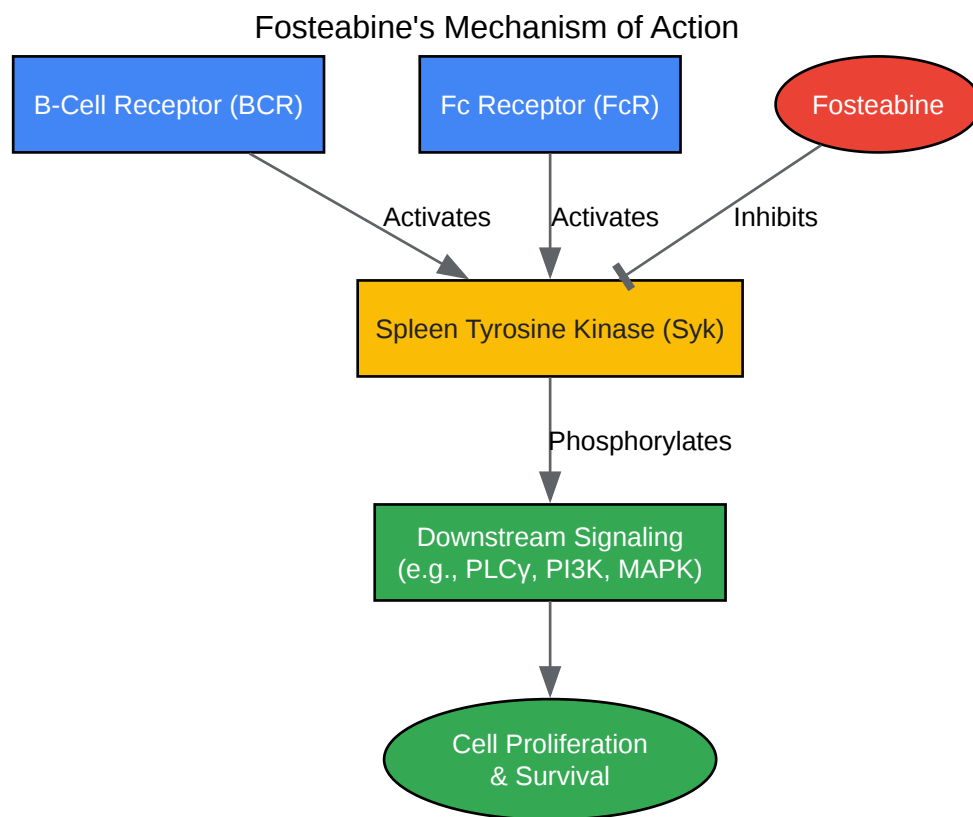 Fosteabine's Mechanism of Action
B-Cell Receptor (BCR)
Fc Receptor (FcR)
Fosteabine
Activates
Activates
Inhibits
Spleen Tyrosine Kinase (Syk)
Phosphorylates
Downstream Signaling
(e.g., PLCγ, PI3K, MAPK)
Cell Proliferation
& Survival